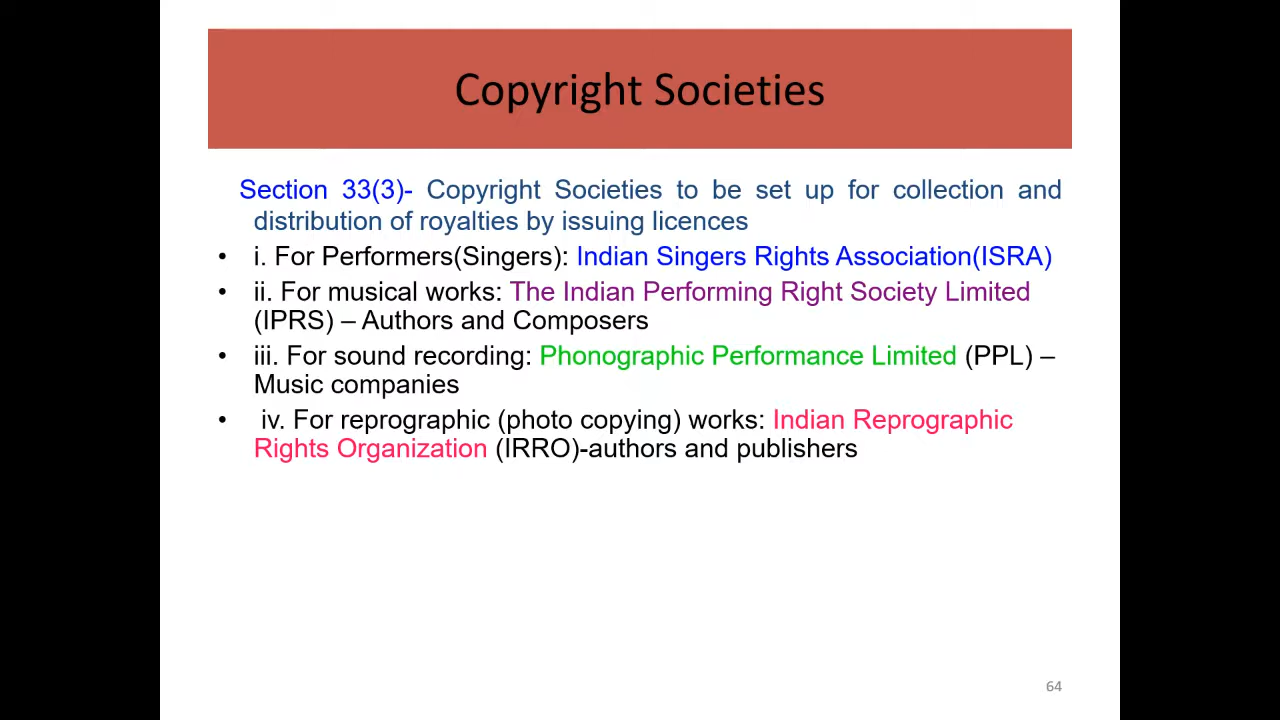 Copyright Societies
Section 33(3)- Copyright Societies to be set up for collection and
distribution of royalties by issuing licences
• i. For Performers(Singers): Indian Singers Rights Association(ISRA)
• ii. For musical works: The Indian Performing Right Society Limited
(IPRS) – Authors and Composers
• iii. For sound recording: Phonographic Performance Limited (PPL) –
Music companies
• iv. For reprographic (photo copying) works: Indian Reprographic
Rights Organization (IRRO)-authors and publishers
64